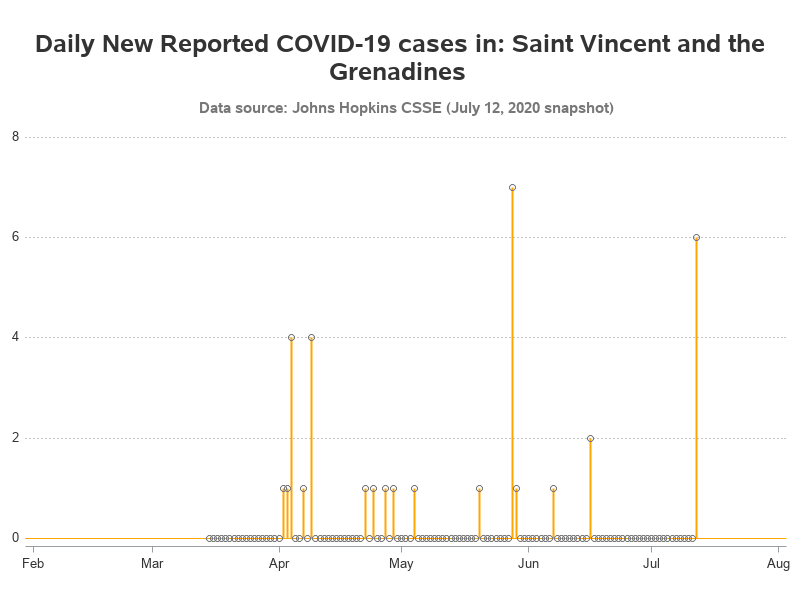 Daily New Reported COVID-19 cases in: Saint Vincent and the
Grenadines
Data source: Johns Hopkins CSSE (July 12, 2020 snapshot)
8
6
4
2
0
Feb Mar Apr May Jun Jul Aug